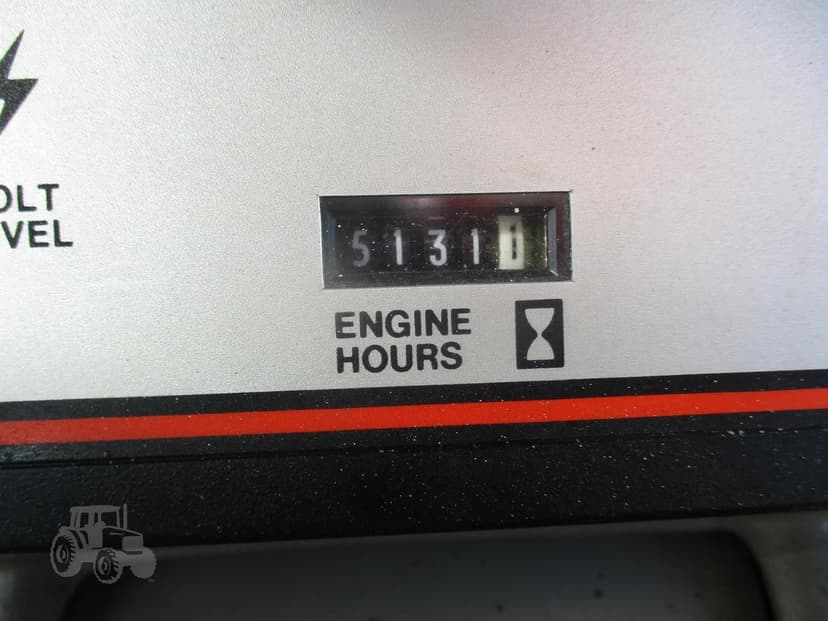 OLT
VEL
51311
ENGINE
HOURS